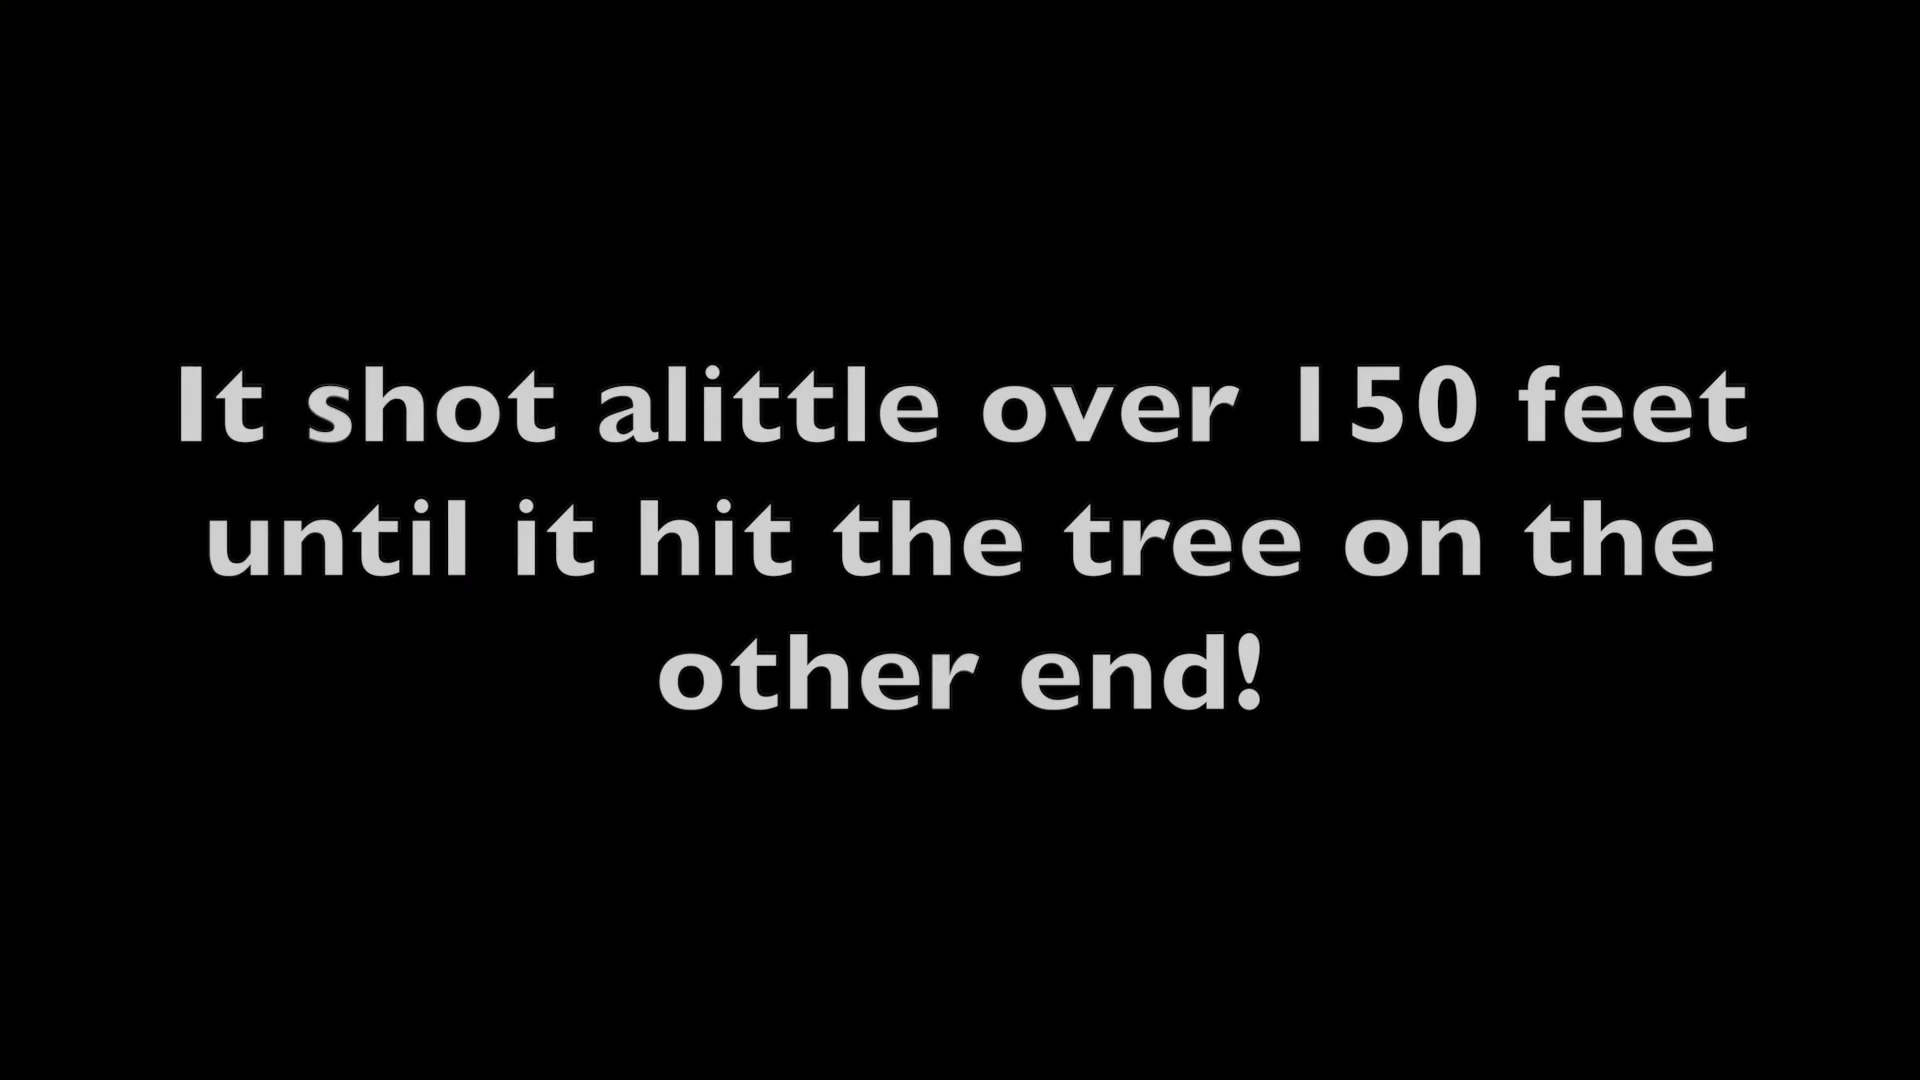 It shot alittle over 150 feet
until it hit the tree on the
other end!